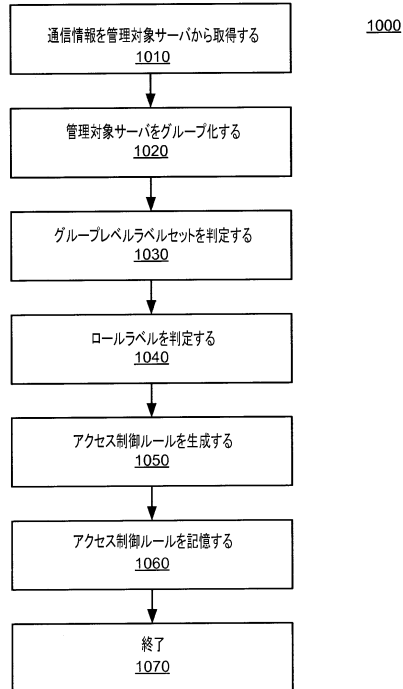 1000
通信情報を管理対象サーバから取得する
1010
管理対象サーバをグループ化する
1020
グループレベルラベルセットを判定する
1030
ロールラベルを判定する
1040
アクセス制御ルールを生成する
1050
アクセス制御ルールを記憶する
1060
終了
1070